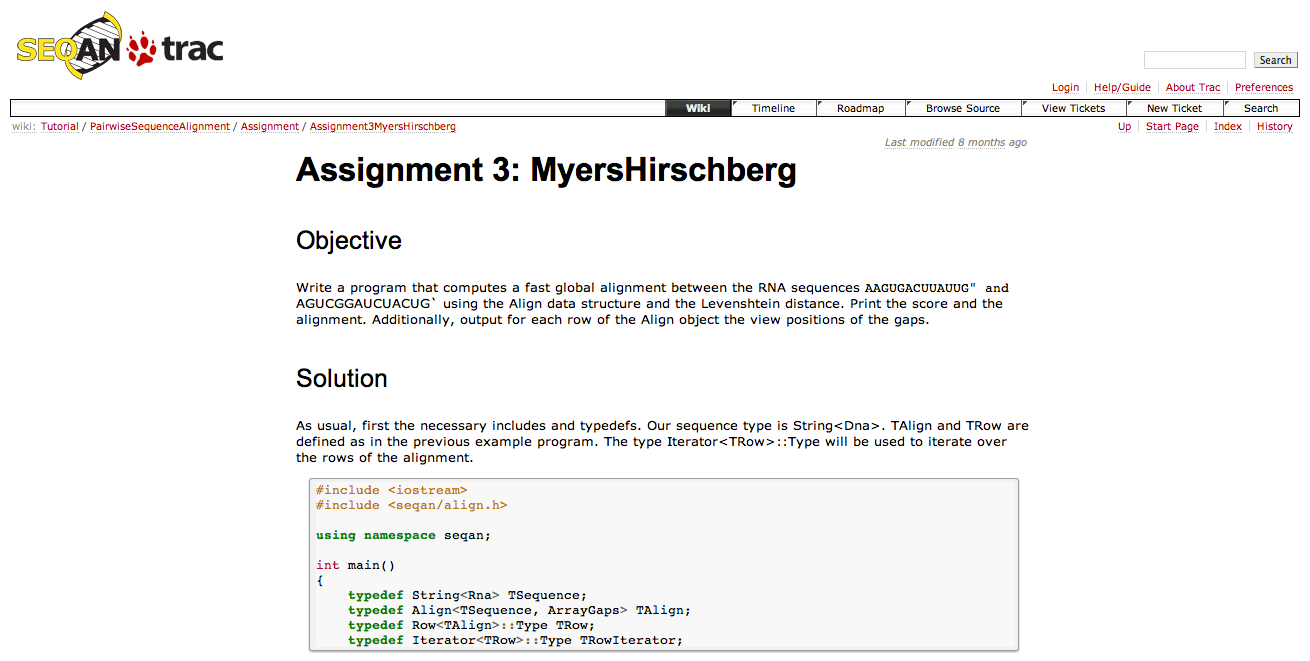 SEQAN trac
Search
Login Help/Guide About Trac Preferences
Wiki Timeline Roadmap Browse Source View Tickets New Ticket Search
wiki: Tutorial / PairwiseSequenceAlignment / Assignment / Assignment3MyersHirschberg
Up Start Page Index History
Last modified 8 months ago
Assignment 3: MyersHirschberg
Objective
Write a program that computes a fast global alignment between the RNA sequences AAGUGACUUAUUG" and
AGUCGGAUCUACUG` using the Align data structure and the Levenshtein distance. Print the score and the
alignment. Additionally, output for each row of the Align object the view positions of the gaps.
Solution
As usual, first the necessary includes and typedefs. Our sequence type is String<Dna>. TAlign and TRow are
defined as in the previous example program. The type Iterator<TRow>::Type will be used to iterate over
the rows of the alignment.
#include <iostream>
#include <seqan/align.h>
using namespace seqan;
int main()
{
typedef String<Rna> TSequence;
typedef Align<TSequence, ArrayGaps> TAlign;
typedef Row<TAlign>::Type TRow;
typedef Iterator<TRow>::Type TRowIterator;